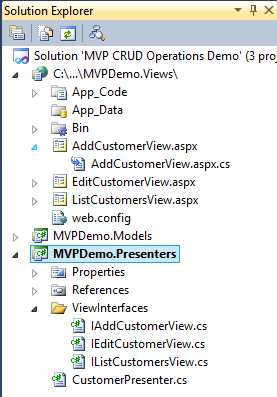 Solution Explorer
Solution 'MVP CRUD Operations Demo' (3 proj
C:\...\MVPDemo.Views\
App_Code
App_Data
Bin
AddCustomerView.aspx
AddCustomerView.aspx.cs
EditCustomerView.aspx
ListCustomersView.aspx
web.config
MVPDemo.Models
MVPDemo.Presenters
Properties
References
ViewInterfaces
IAddCustomerView.cs
IEditCustomerView.cs
IListCustomersView.cs
CustomerPresenter.cs